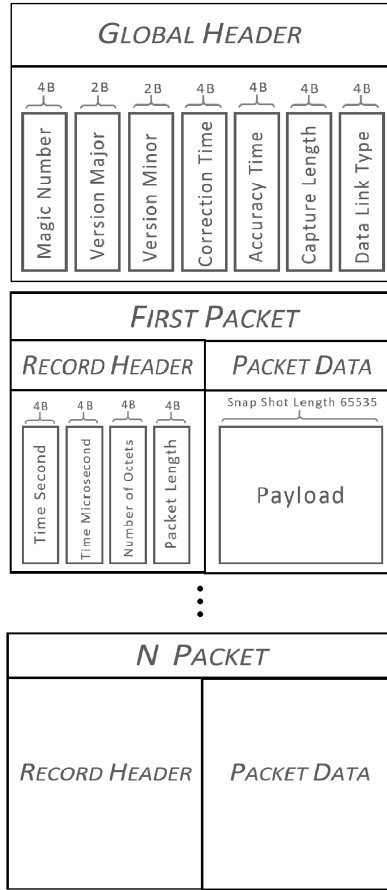 GLOBAL HEADER
4B 2B 2B 4B 4B 4B 4B
Magic Number
Version Major
Version Minor
Correction Time
Accuracy Time
Capture Length
Data Link Type
FIRST PACKET
RECORD HEADER
PACKET DATA
4B 4B 4B 4B
Time Second
Time Microsecond
Number of Octets
Packet Length
Snap Shot Length 65535
Payload
N PACKET
RECORD HEADER
PACKET DATA